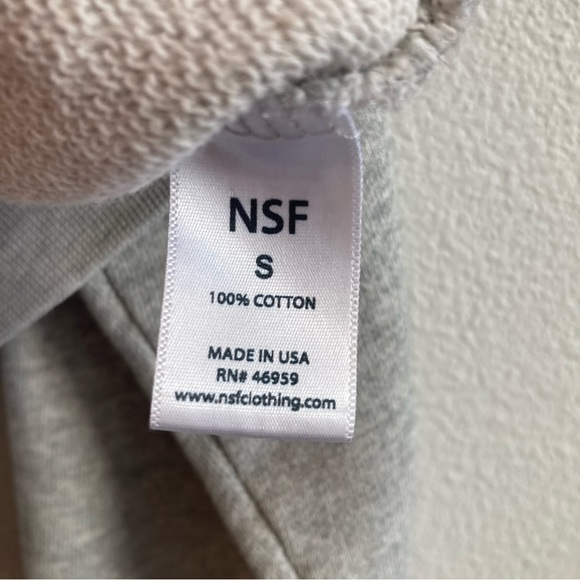 NSF
S
100% COTTON
MADE IN USA
RN# 46959
www.nsfclothing.com